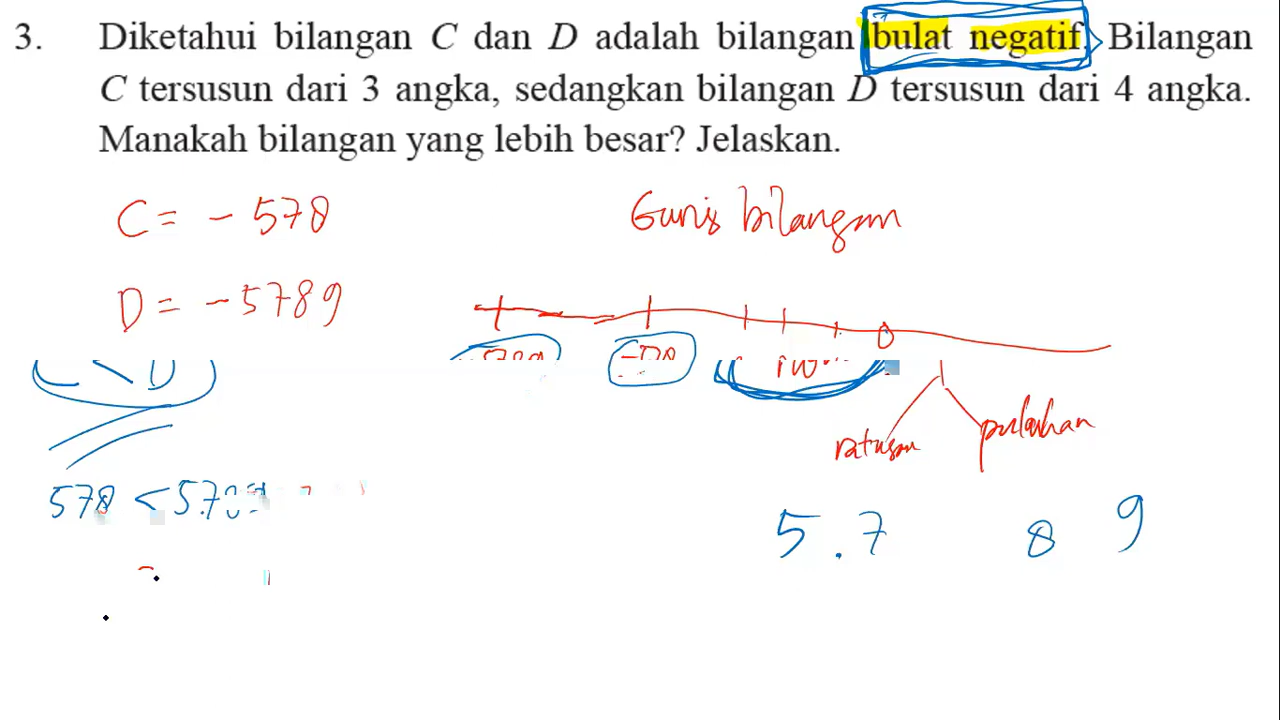 3. Diketahui bilangan C dan D adalah bilangan bulat negatif. Bilangan
C tersusun dari 3 angka, sedangkan bilangan D tersusun dari 4 angka.
Manakah bilangan yang lebih besar? Jelaskan.
C = - 578
Garis bilangan
D = - 5789
0
D
ratusan
puluhan
578 <
5.7 8 9